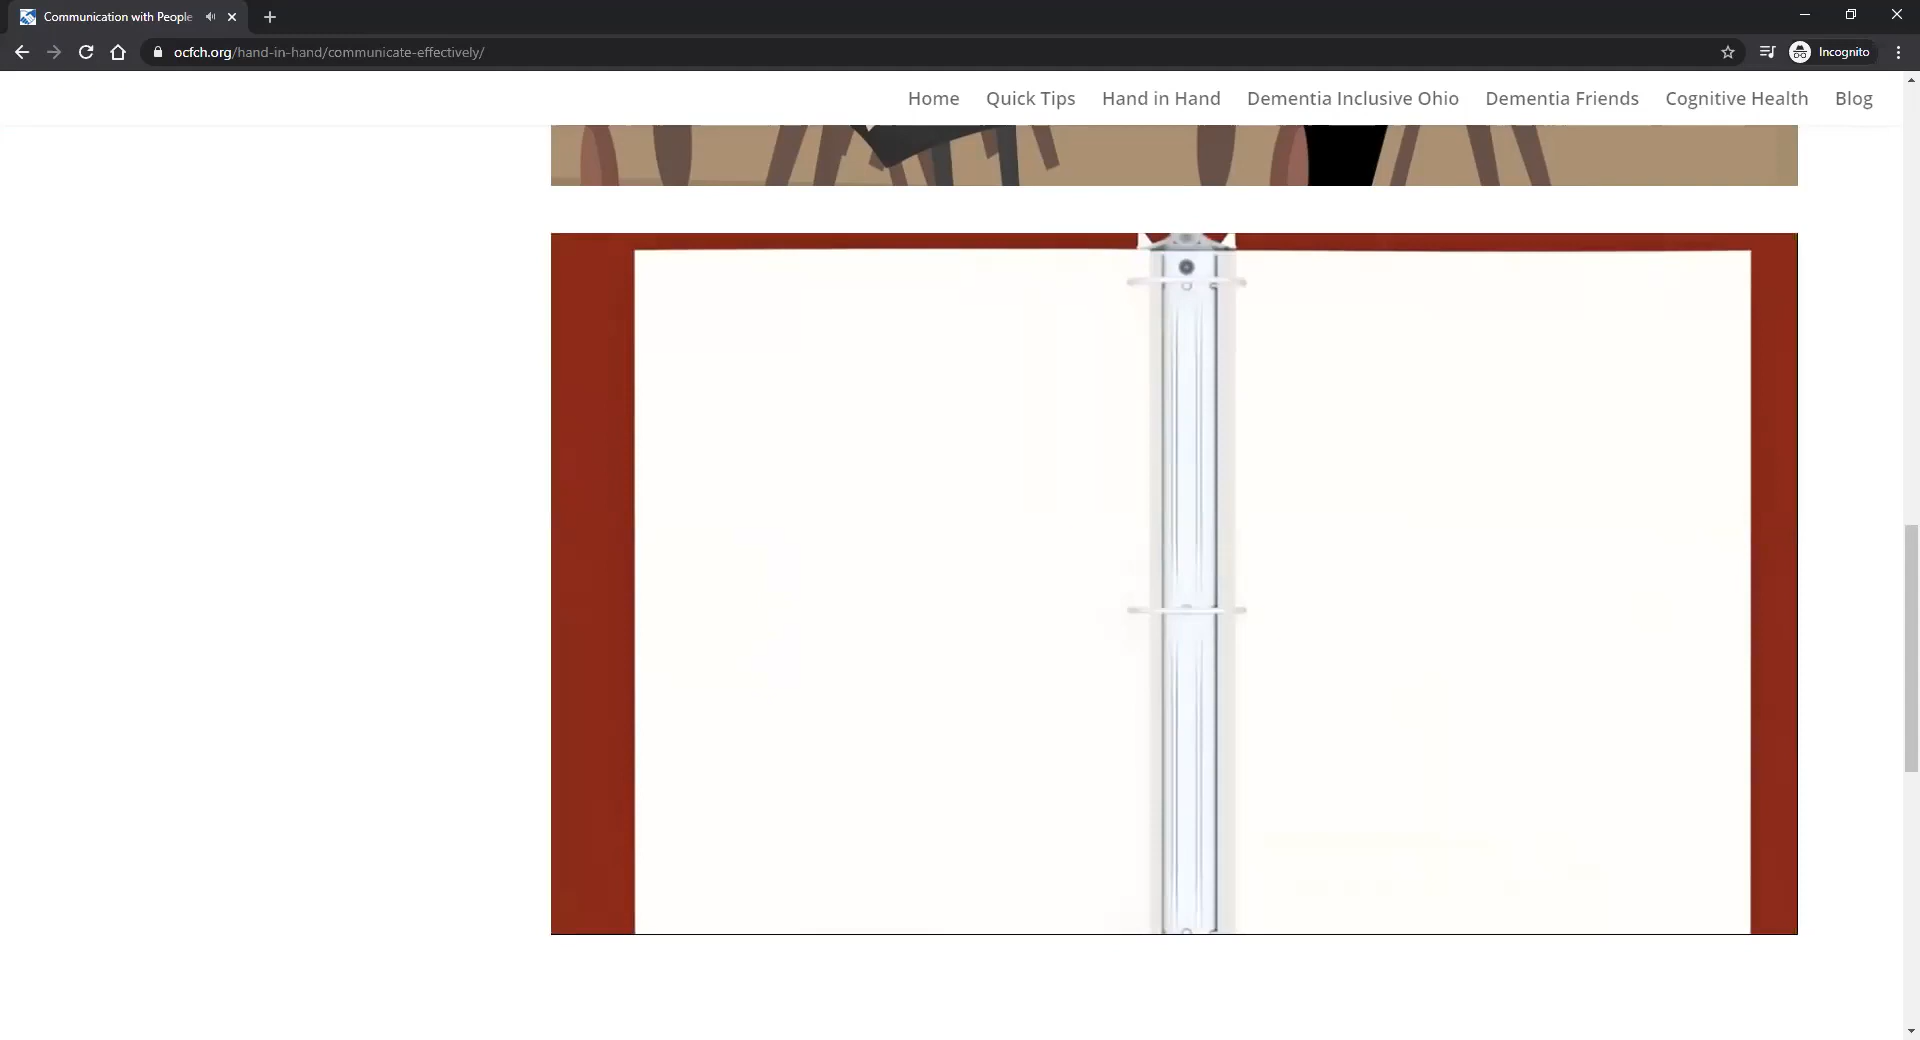 Communication with People
ocfch.org/hand-in-hand/communicate-effectively/
Incognito
Home Quick Tips Hand in Hand Dementia Inclusive Ohio Dementia Friends Cognitive Health Blog